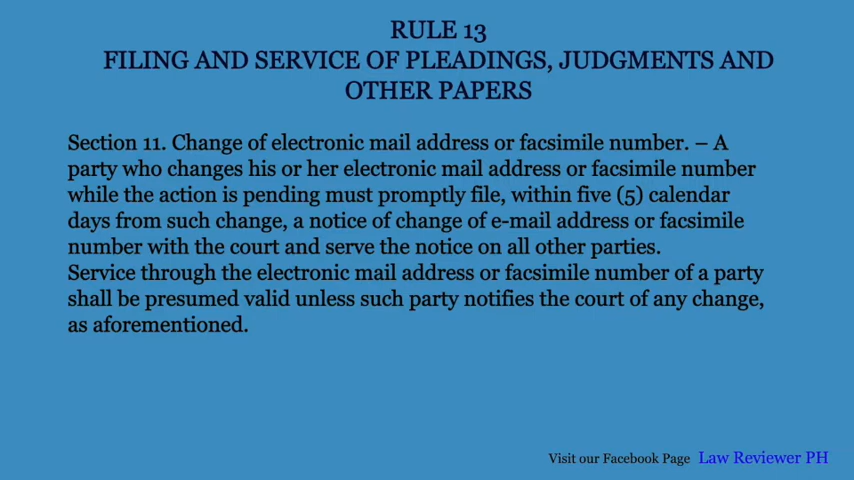 RULE 13
FILING AND SERVICE OF PLEADINGS, JUDGMENTS AND
OTHER PAPERS
Section 11. Change of electronic mail address or facsimile number. – A
party who changes his or her electronic mail address or facsimile number
while the action is pending must promptly file, within five (5) calendar
days from such change, a notice of change of e-mail address or facsimile
number with the court and serve the notice on all other parties.
Service through the electronic mail address or facsimile number of a party
shall be presumed valid unless such party notifies the court of any change,
as aforementioned.
Visit our Facebook Page Law Reviewer PH